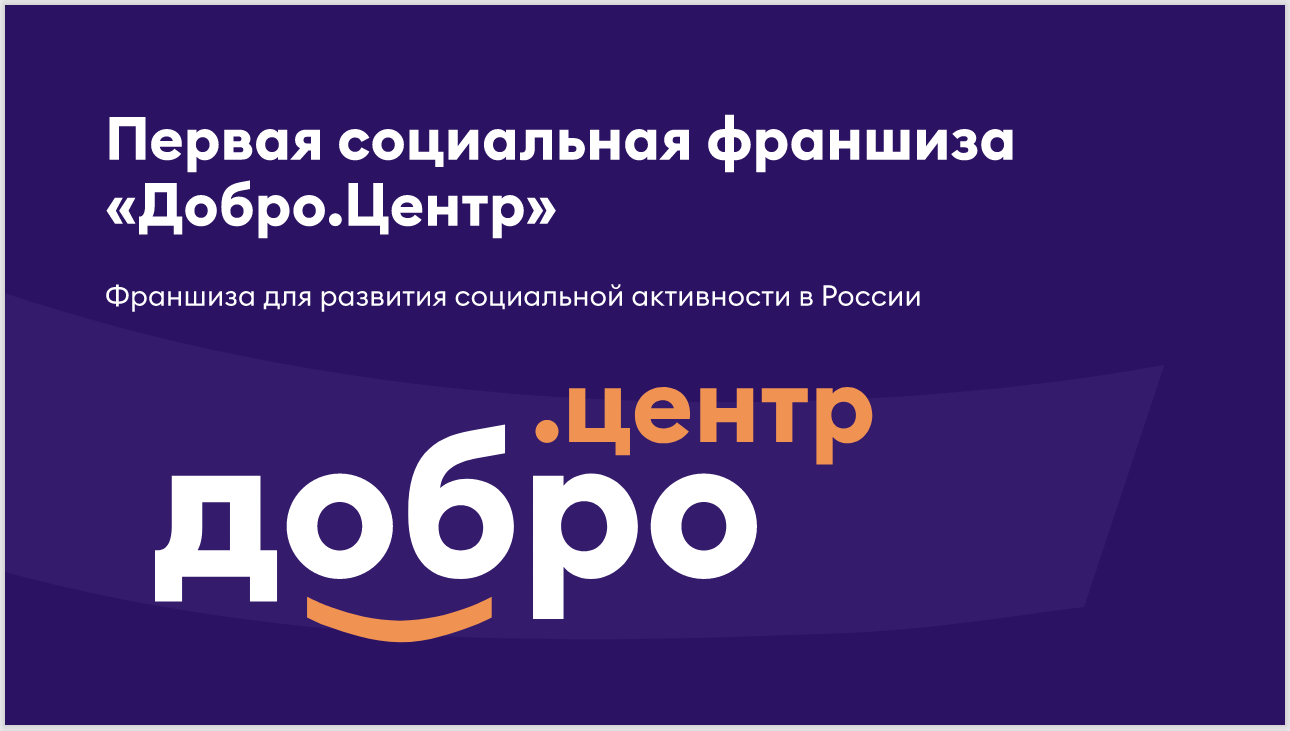 Первая социальная франшиза
«Добро.Центр»
Франшиза для развития социальной активности в России
.центр
добро